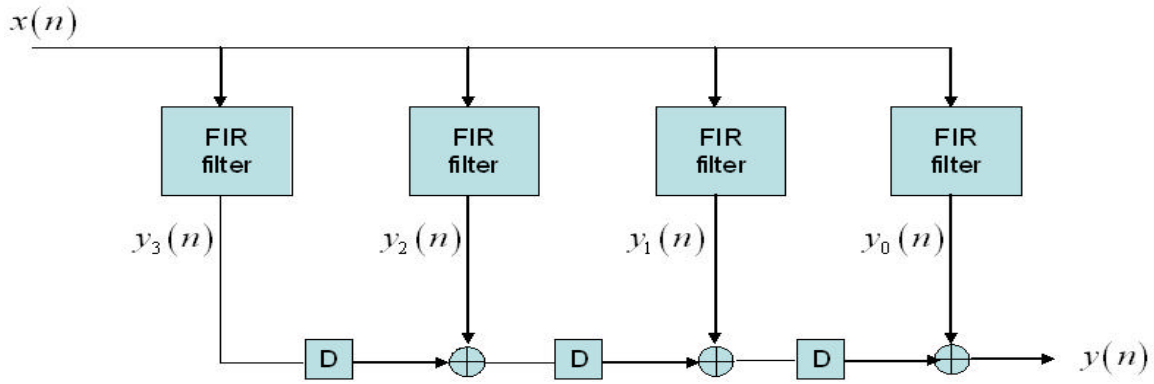 x(n)
FIR
filter
FIR
filter
FIR
filter
FIR
filter
y₃(n)
y₂(n)
y₁(n)
y₀(n)
D
D
D
y(n)